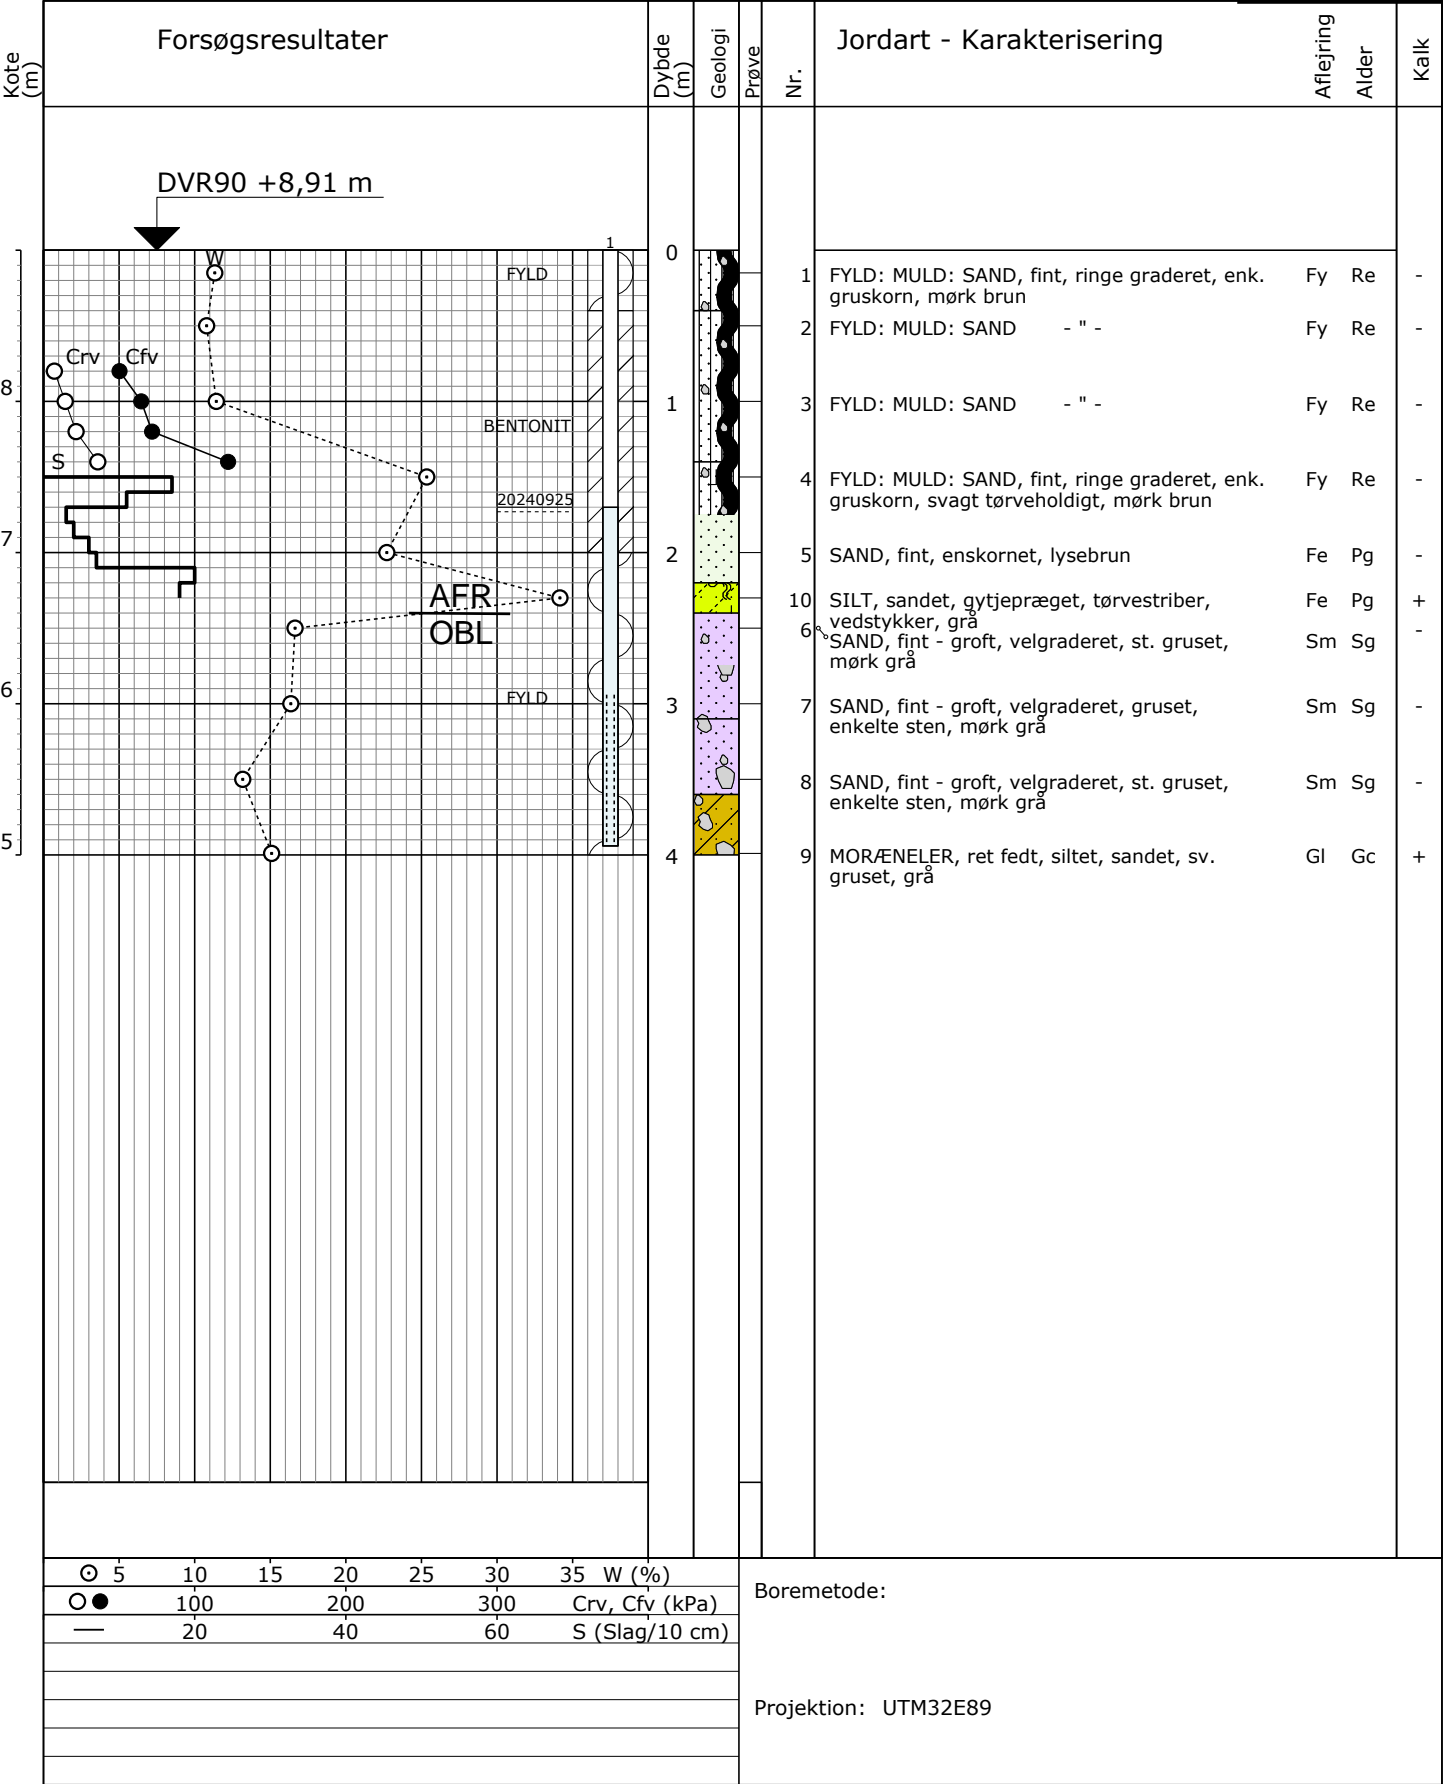 Kote (m)
Forsøgsresultater
Dybde (m)
Geologi
Prøve
Nr.
Jordart - Karakterisering
Aflejring
Alder
Kalk
DVR90 +8,91 m
1
W
FYLD
0
1 FYLD: MULD: SAND, fint, ringe graderet, enk. Fy Re -
gruskorn, mørk brun
2 FYLD: MULD: SAND - " - Fy Re -
Crv Cfv
8
1
3 FYLD: MULD: SAND - " - Fy Re -
BENTONIT
S
4 FYLD: MULD: SAND, fint, ringe graderet, enk. Fy Re -
gruskorn, svagt tørveholdigt, mørk brun
20240925
7
2
5 SAND, fint, enskornet, lysebrun Fe Pg -
AFR
OBL
10 SILT, sandet, gytjepræget, tørvestriber, Fe Pg +
vedstykker, grå
6 -
SAND, fint - groft, velgraderet, st. gruset, Sm Sg
mørk grå
6
FYLD
3
7 SAND, fint - groft, velgraderet, gruset, Sm Sg -
enkelte sten, mørk grå
8 SAND, fint - groft, velgraderet, st. gruset, Sm Sg -
enkelte sten, mørk grå
5
4
9 MORÆNELER, ret fedt, siltet, sandet, sv. Gl Gc +
gruset, grå
5 10 15 20 25 30 35 W (%)
100 200 300 Crv, Cfv (kPa)
20 40 60 S (Slag/10 cm)
Boremetode:
Projektion: UTM32E89